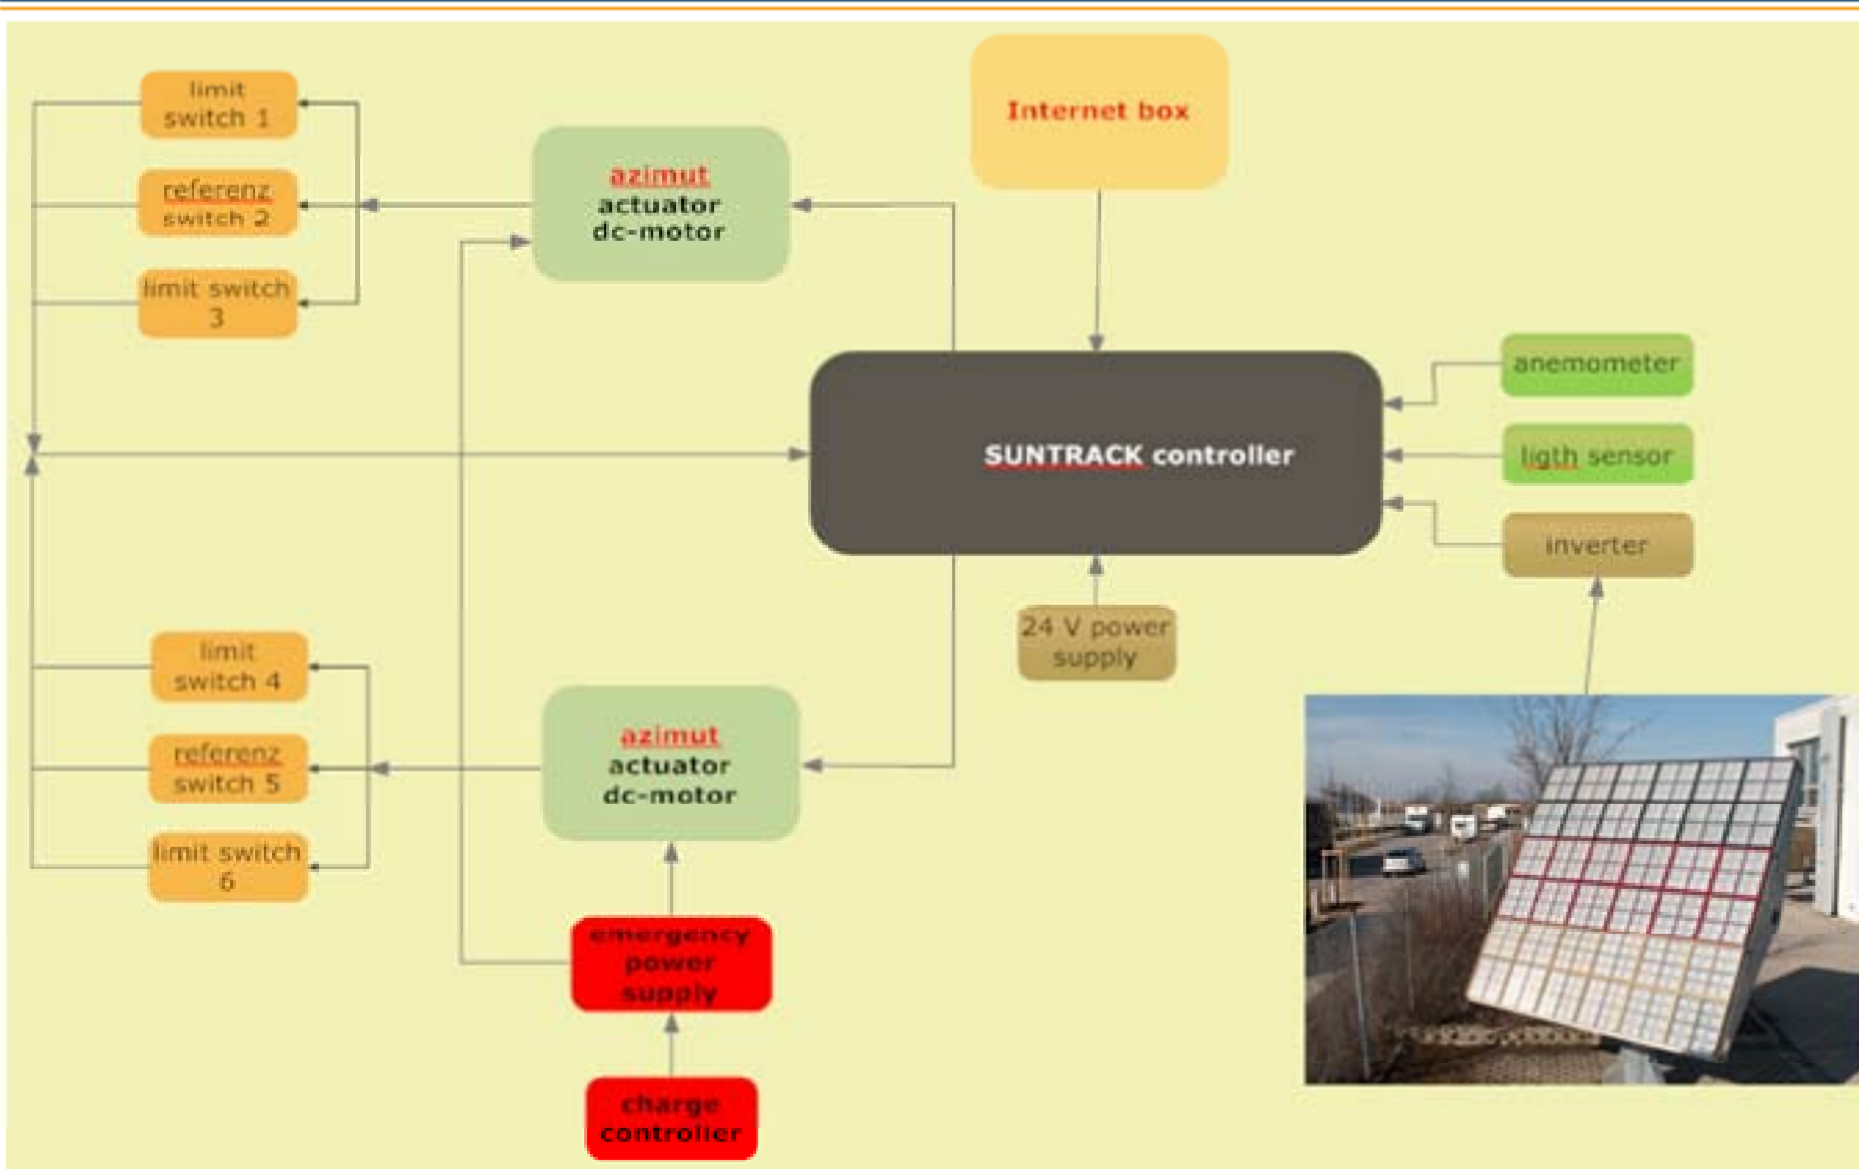 limit
switch 1
referenz
switch 2
limit switch
3
azimut
actuator
dc-motor
Internet box
SUNTRACK controller
anemometer
ligth sensor
inverter
24 V power
supply
limit
switch 4
referenz
switch 5
limit switch
6
azimut
actuator
dc-motor
emergency
power
supply
charge
controller